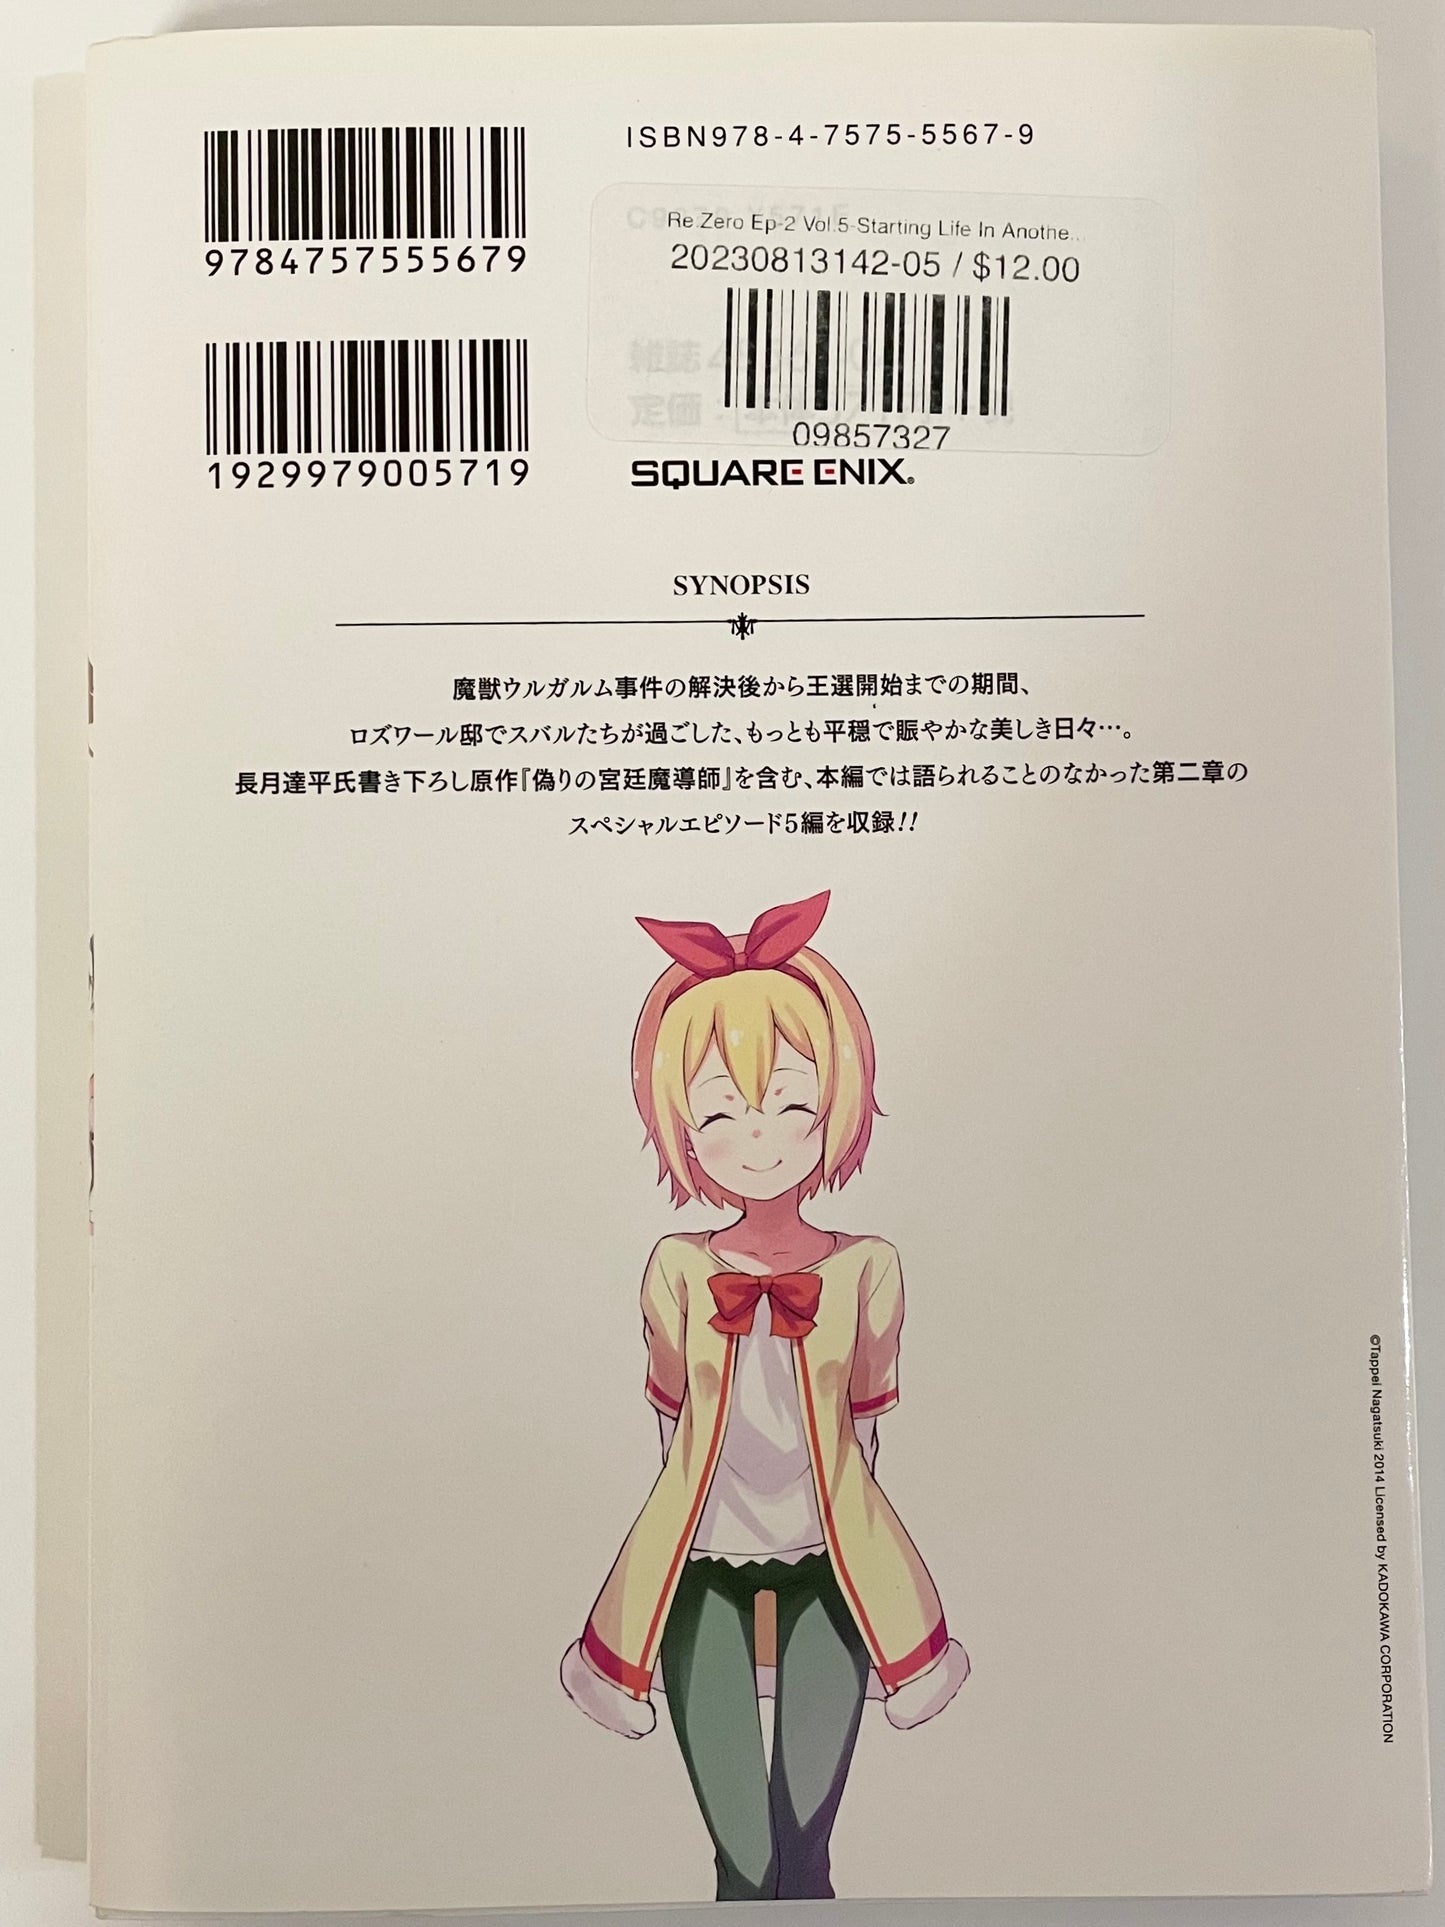 ISBN978-4-7575-5567-9
9784757555679
Re:Zero Ep-2 Vol.5-Starting Life In Anothe...
20230813142-05 / $12.00
09857327
1929979005719
雑誌
定価：
SQUARE ENIX®
SYNOPSIS
魔獣ウルガルム事件の解決後から王選開始までの期間、
ロズワール邸でスバルたちが過ごした、もっとも平穏で賑やかな美しき日々…。
長月達平氏書き下ろし原作『偽りの宮廷魔導師』を含む、本編では語られることのなかった第二章の
スペシャルエピソード5編を収録!!
©Tappei Nagatsuki 2014 Licensed by KADOKAWA CORPORATION